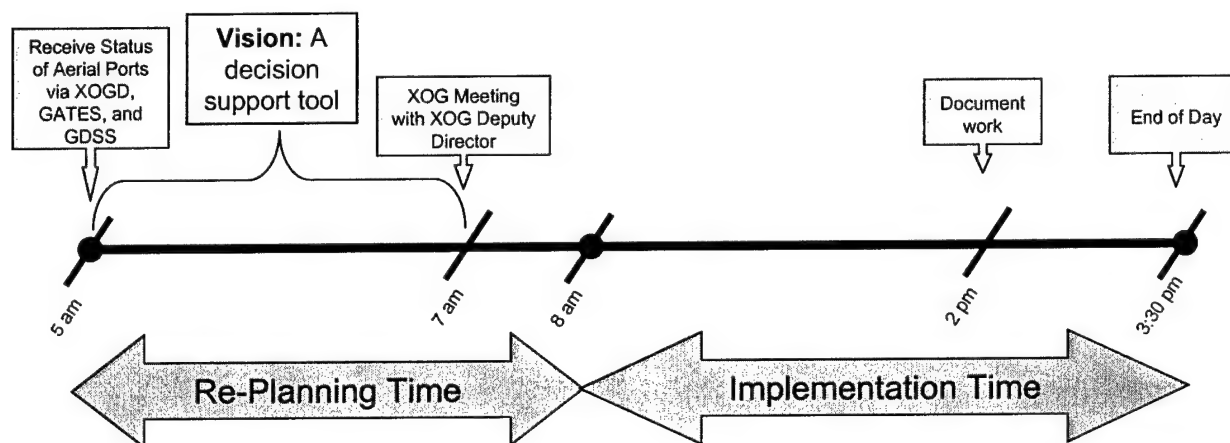 Receive Status
of Aerial Ports
via XOGD,
GATES, and
GDSS
Vision: A
decision
support tool
XOG Meeting
with XOG Deputy
Director
Document
work
End of Day
5 am
7 am
8 am
2 pm
3:30 pm
Re-Planning Time
Implementation Time